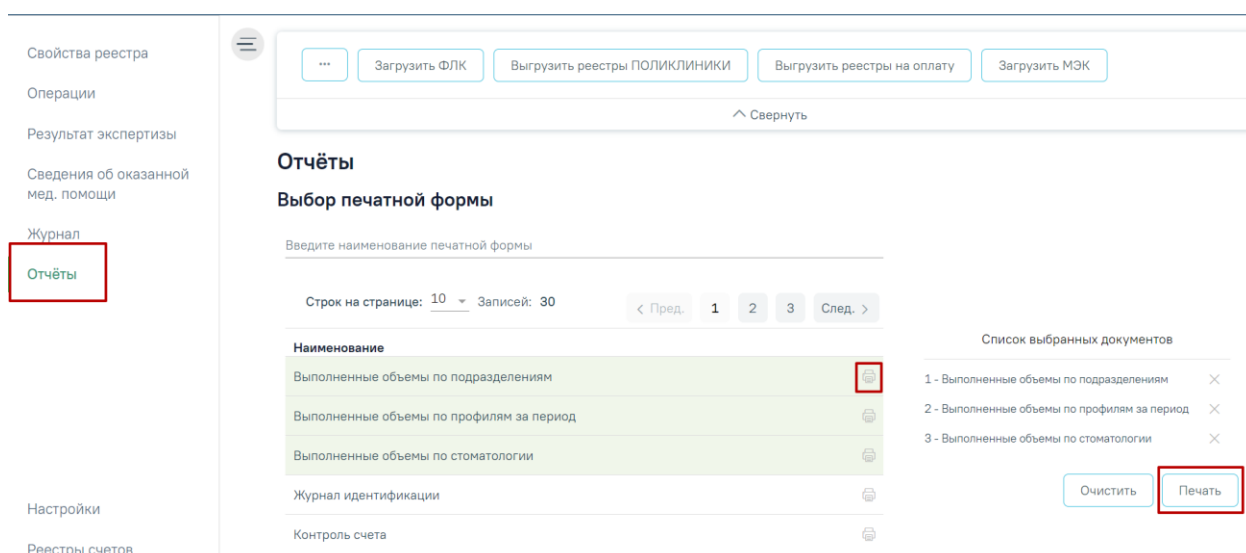 Свойства реестра
Операции
Результат экспертизы
Сведения об оказанной
мед. помощи
Журнал
Отчёты
Настройки
Реестры счетов
... Загрузить ФЛК Выгрузить реестры ПОЛИКЛИНИКИ Выгрузить реестры на оплату Загрузить МЭК
Свернуть
Отчёты
Выбор печатной формы
Введите наименование печатной формы
Строк на странице: 10 Записей: 30 < Пред. 1 2 3 След. >
Наименование
Выполненные объемы по подразделениям
Выполненные объемы по профилям за период
Выполненные объемы по стоматологии
Журнал идентификации
Контроль счета
Список выбранных документов
1 - Выполненные объемы по подразделениям
2 - Выполненные объемы по профилям за период
3 - Выполненные объемы по стоматологии
Очистить Печать